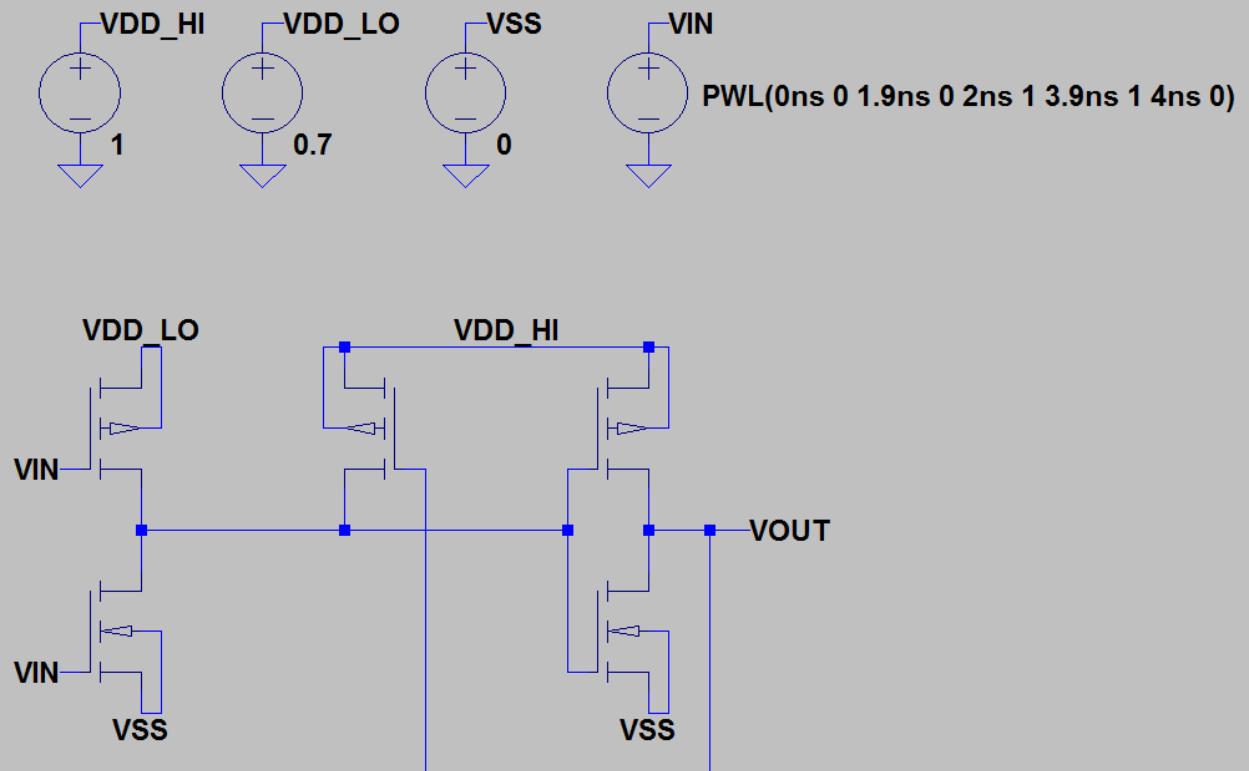 VDD_HI
VDD_LO
VSS
VIN
1
0.7
0
PWL(0ns 0 1.9ns 0 2ns 1 3.9ns 1 4ns 0)
VDD_LO
VDD_HI
VIN
VOUT
VIN
VSS
VSS